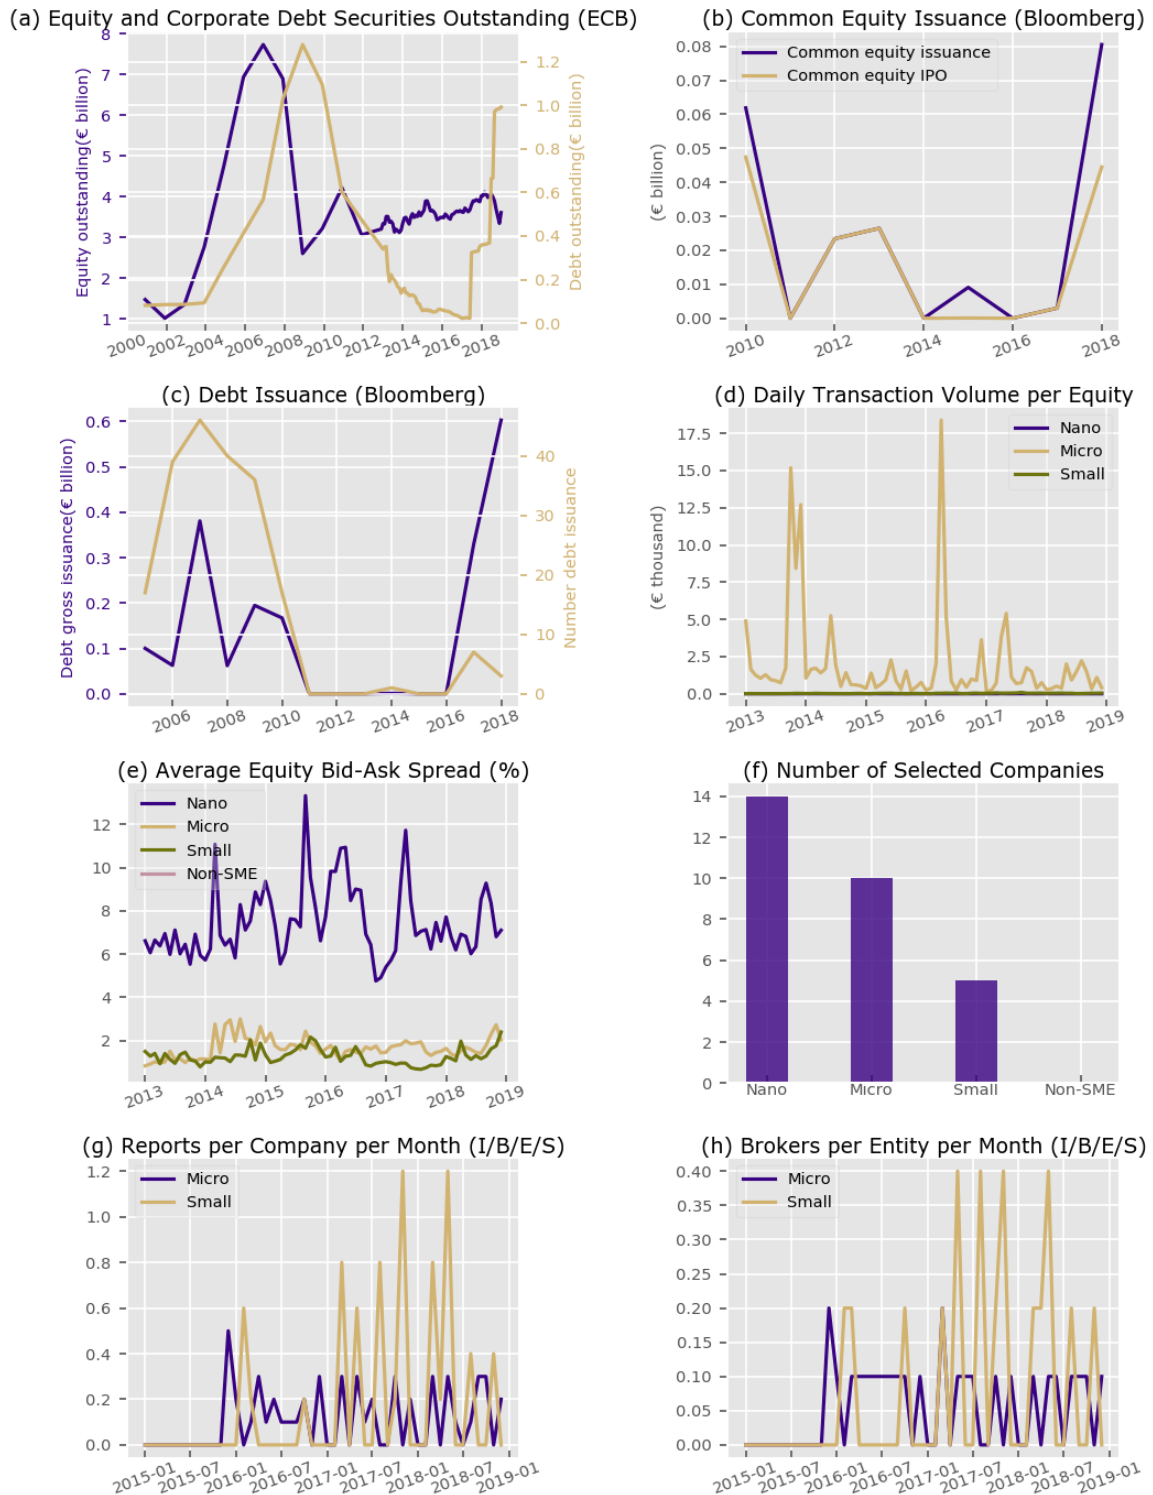 (a) Equity and Corporate Debt Securities Outstanding (ECB)
Equity outstanding(€ billion)
8
7
6
5
4
3
2
1
1.2
1.0
0.8
0.6
0.4
0.2
0.0
Debt outstanding(€ billion)
2000 2002 2004 2006 2008 2010 2012 2014 2016 2018
(b) Common Equity Issuance (Bloomberg)
Common equity issuance
Common equity IPO
(€ billion)
0.08
0.07
0.06
0.05
0.04
0.03
0.02
0.01
0.00
2010 2012 2014 2016 2018
(c) Debt Issuance (Bloomberg)
Debt gross issuance(€ billion)
0.6
0.5
0.4
0.3
0.2
0.1
0.0
40
30
20
10
0
Number debt issuance
2006 2008 2010 2012 2014 2016 2018
(d) Daily Transaction Volume per Equity
Nano
Micro
Small
(€ thousand)
17.5
15.0
12.5
10.0
7.5
5.0
2.5
0.0
2013 2014 2015 2016 2017 2018 2019
(e) Average Equity Bid-Ask Spread (%)
Nano
Micro
Small
Non-SME
12
10
8
6
4
2
2013 2014 2015 2016 2017 2018 2019
(f) Number of Selected Companies
14
12
10
8
6
4
2
0
Nano Micro Small Non-SME
(g) Reports per Company per Month (I/B/E/S)
Micro
Small
1.2
1.0
0.8
0.6
0.4
0.2
0.0
2015-01 2015-07 2016-01 2016-07 2017-01 2017-07 2018-01 2018-07 2019-01
(h) Brokers per Entity per Month (I/B/E/S)
Micro
Small
0.40
0.35
0.30
0.25
0.20
0.15
0.10
0.05
0.00
2015-01 2015-07 2016-01 2016-07 2017-01 2017-07 2018-01 2018-07 2019-01